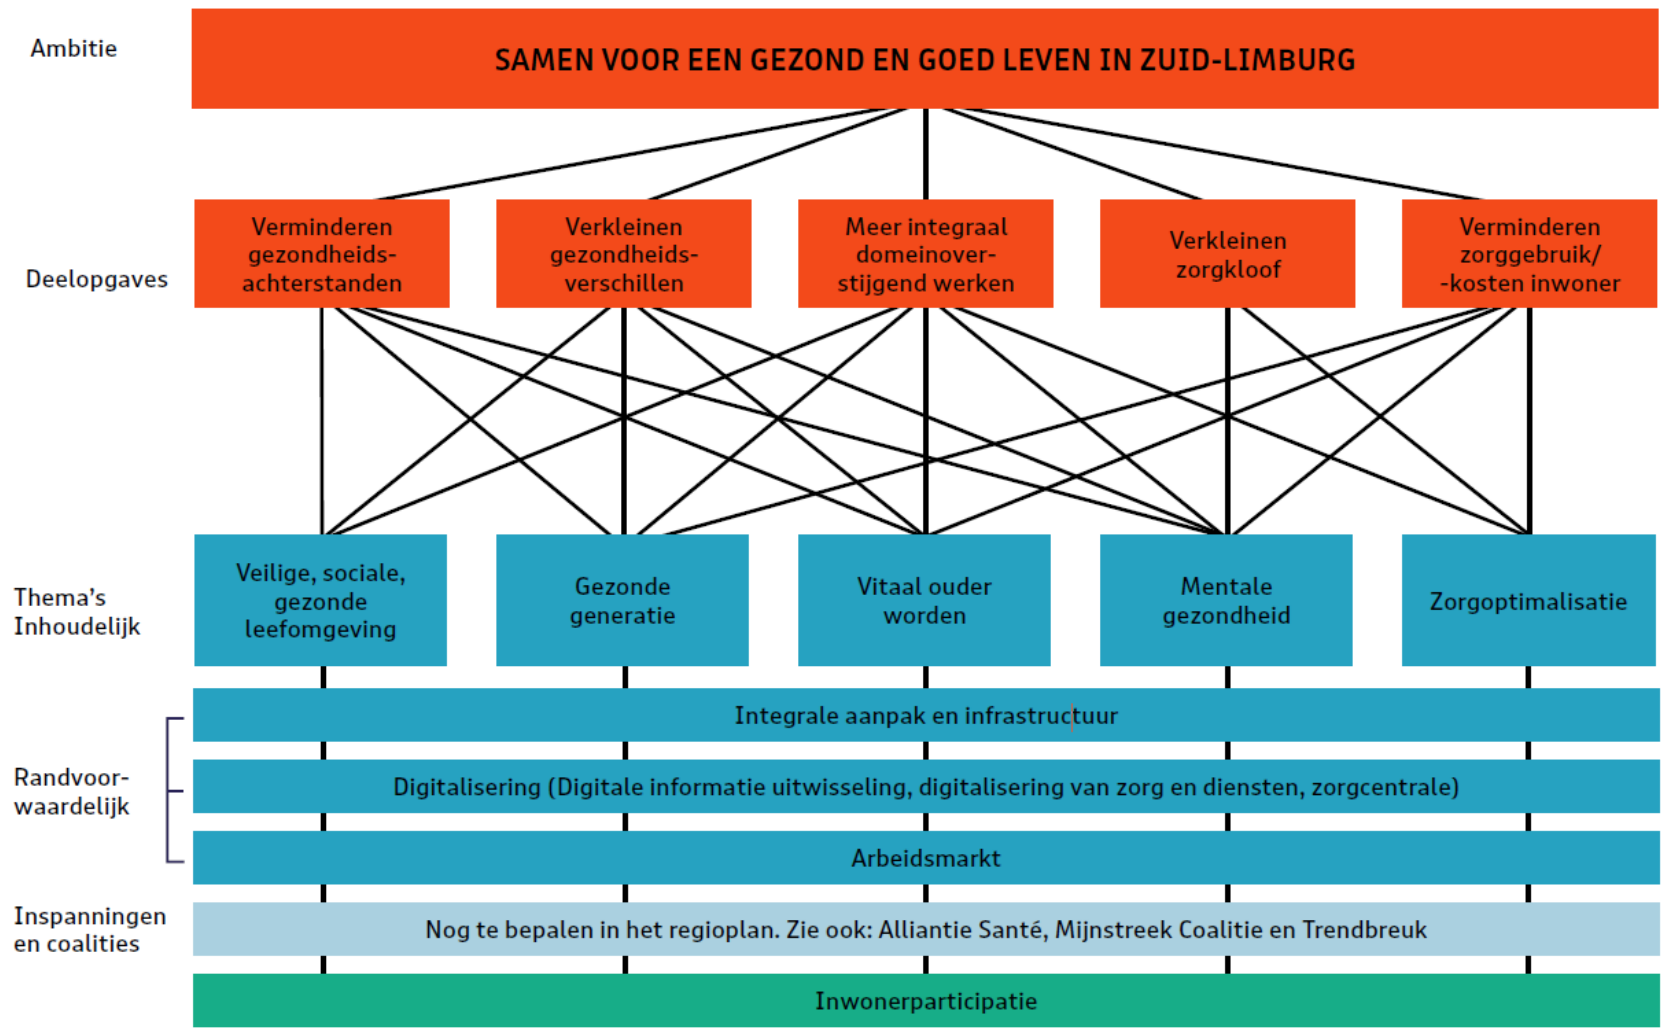 Ambitie
SAMEN VOOR EEN GEZOND EN GOED LEVEN IN ZUID-LIMBURG
Deelopgaves
Verminderen
gezondheids-
achterstanden
Verkleinen
gezondheids-
verschillen
Meer integraal
domeinover-
stijgend werken
Verkleinen
zorgkloof
Verminderen
zorggebruik/
-kosten inwoner
Thema's
Inhoudelijk
Veilige, sociale,
gezonde
leefomgeving
Gezonde
generatie
Vitaal ouder
worden
Mentale
gezondheid
Zorgoptimalisatie
Randvoor-
waardelijk
Integrale aanpak en infrastructuur
Digitalisering (Digitale informatie uitwisseling, digitalisering van zorg en diensten, zorgcentrale)
Arbeidsmarkt
Inspanningen
en coalities
Nog te bepalen in het regioplan. Zie ook: Alliantie Santé, Mijnstreek Coalitie en Trendbreuk
Inwonerparticipatie